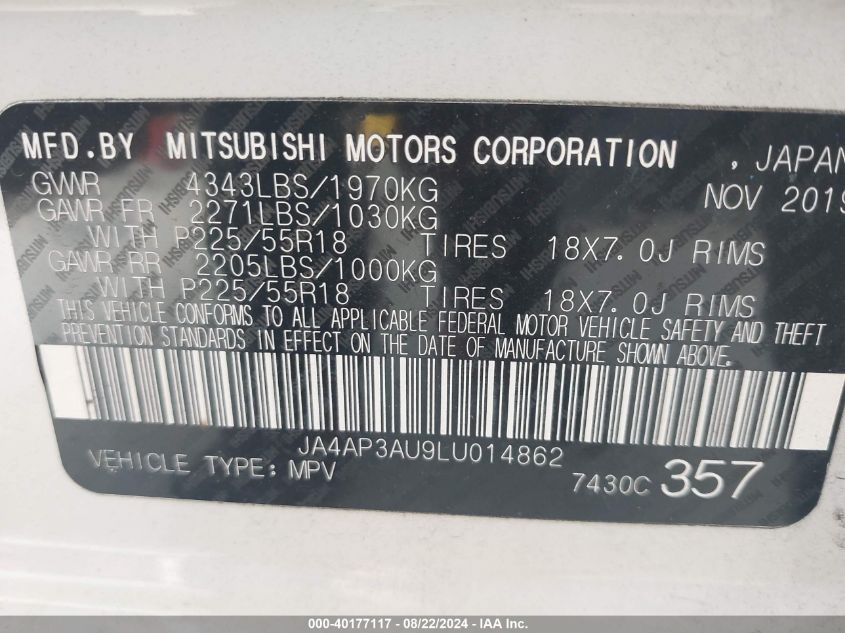 MFD.BY MITSUBISHI MOTORS CORPORATION , JAPAN
GVWR 4343LBS/1970KG NOV 2019
GAWR FR 2271LBS/1030KG
WITH P225/55R18 TIRES 18X7.0J RIMS
GAWR RR 2205LBS/1000KG
WITH P225/55R18 TIRES 18X7.0J RIMS
THIS VEHICLE CONFORMS TO ALL APPLICABLE FEDERAL MOTOR VEHICLE SAFETY AND THEFT
PREVENTION STANDARDS IN EFFECT ON THE DATE OF MANUFACTURE SHOWN ABOVE.
JA4AP3AU9LU014862
VEHICLE TYPE: MPV 7430C 357
000-40177117 - 08/22/2024 - IAA Inc.